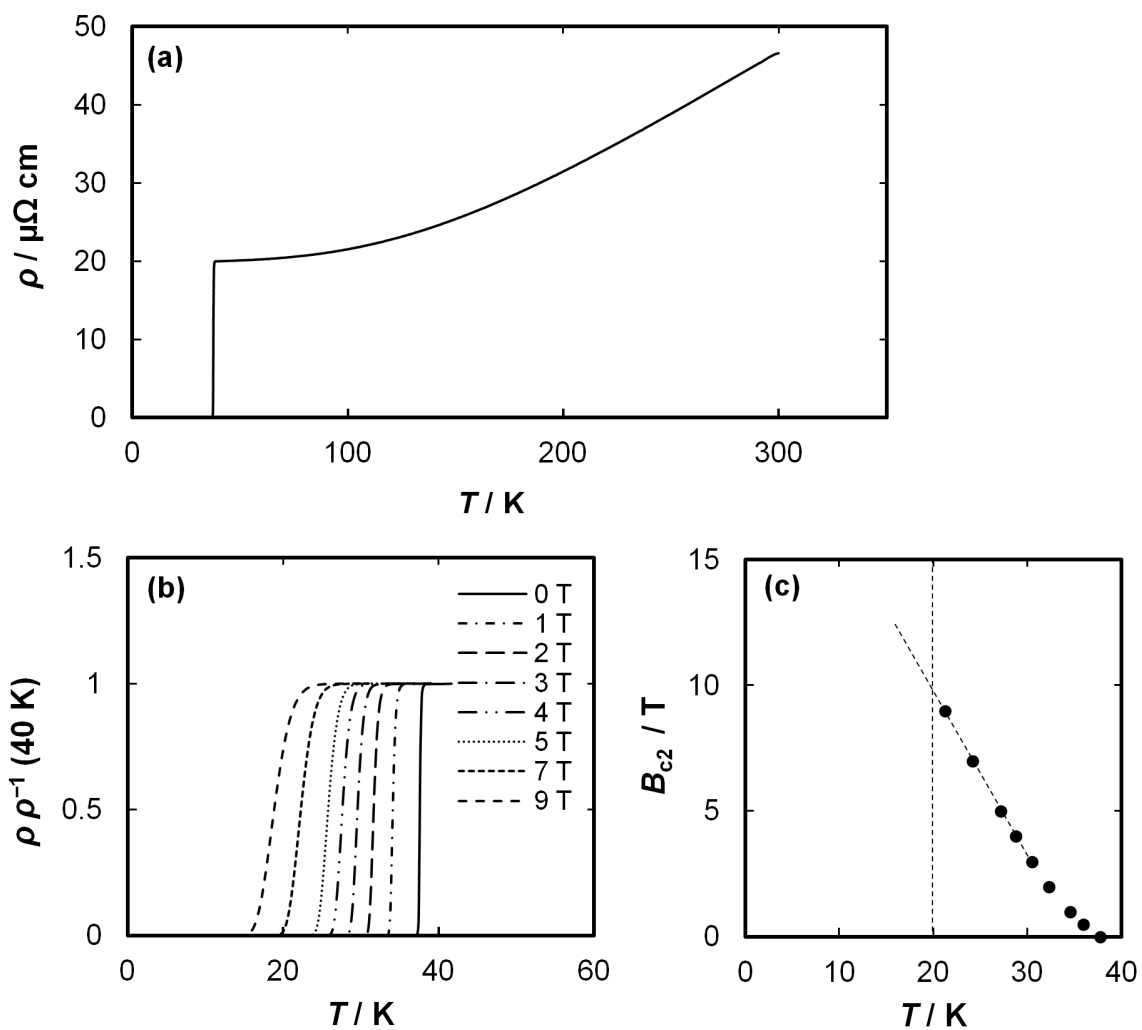 (a)
50
40
30
20
10
0
ρ / μΩ cm
0 100 200 300
T / K
(b)
1.5
1
0.5
0
ρ ρ⁻¹ (40 K)
0 T
1 T
2 T
3 T
4 T
5 T
7 T
9 T
0 20 40 60
T / K
(c)
15
10
5
0
Bc2 / T
0 10 20 30 40
T / K